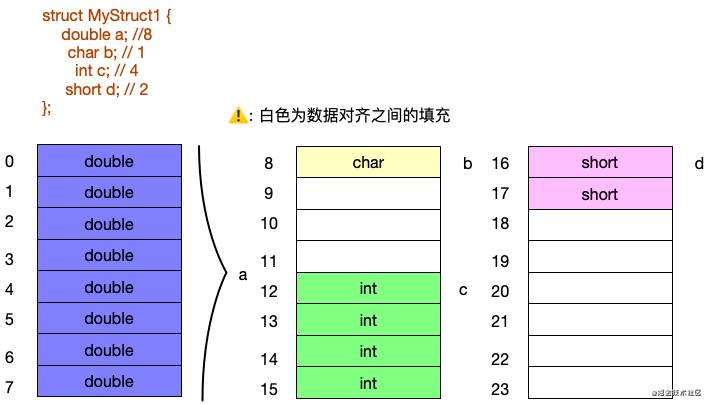 struct MyStruct1 {
double a; //8
char b; // 1
int c; // 4
short d; // 2
};
⚠️: 白色为数据对齐之间的填充
0 double
1 double
2 double
3 double
4 double
5 double
6 double
7 double
a
8 char b
9
10
11
12 int c
13 int
14 int
15 int
16 short d
17 short
18
19
20
21
22
23
@掘金技术社区